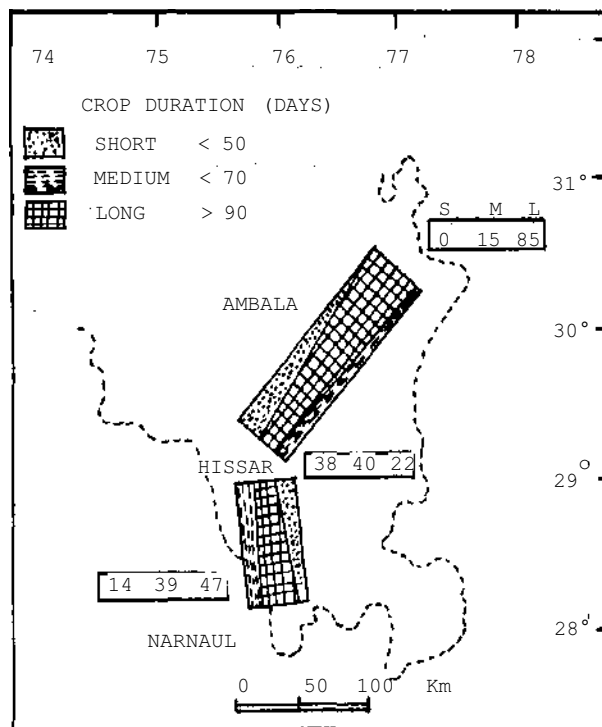 74 75 76 77 78
CROP DURATION (DAYS)
SHORT < 50
MEDIUM < 70
LONG > 90
31°
S M L
0 15 85
AMBALA
30°
HISSAR
38 40 22
29°
14 39 47
NARNAUL
28°
0 50 100 Km